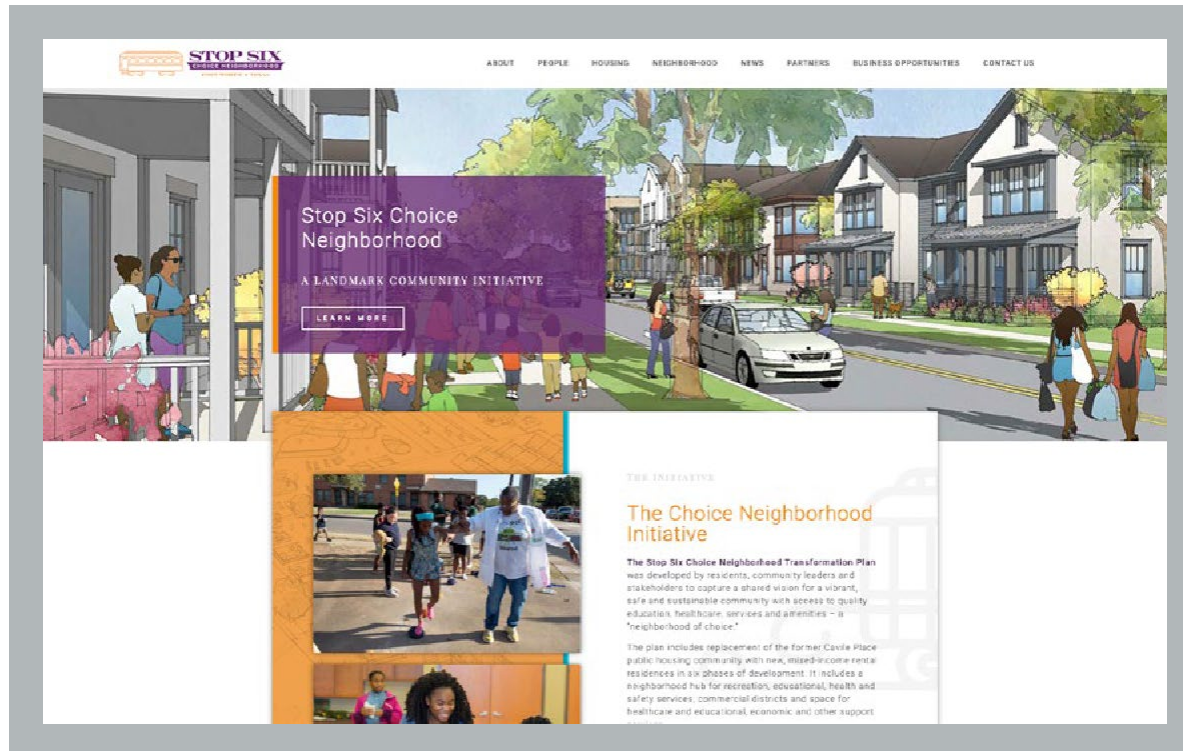 STOP SIX
CHOICE NEIGHBORHOOD
ABOUT PEOPLE HOUSING NEIGHBORHOOD NEWS PARTNERS BUSINESS OPPORTUNITIES CONTACT US
Stop Six Choice
Neighborhood
A LANDMARK COMMUNITY INITIATIVE
LEARN MORE
THE INITIATIVE
The Choice Neighborhood
Initiative
The Stop Six Choice Neighborhood Transformation Plan
was developed by residents, community leaders and
stakeholders to capture a shared vision for a vibrant,
safe and sustainable community with access to quality
education, healthcare, services and amenities – a
"neighborhood of choice."
The plan includes replacement of the former Cavile Place
public housing community with new, mixed-income rental
residences in six phases of development. It includes a
neighborhood hub for recreation, educational, health and
safety services, commercial districts and space for
healthcare and educational, economic and other support